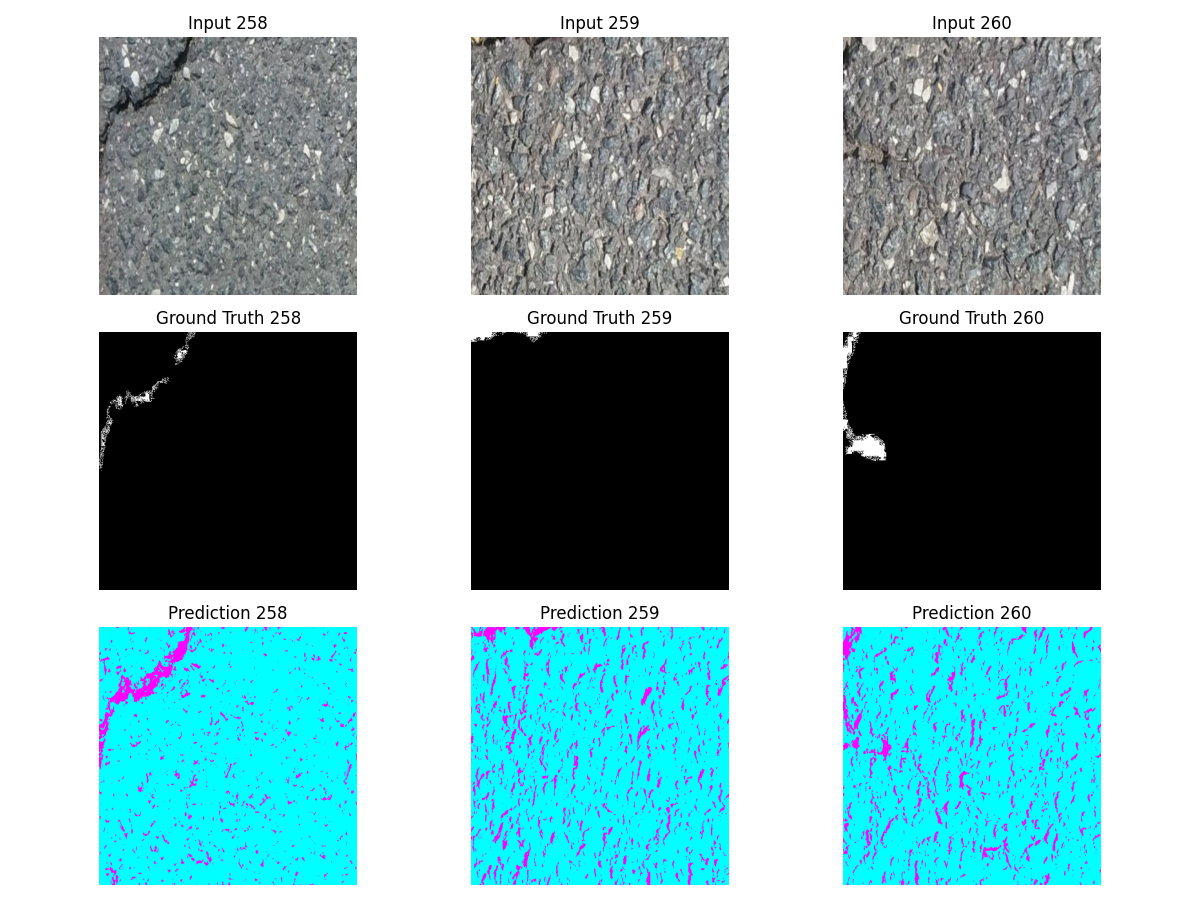 Input 258
Input 259
Input 260
Ground Truth 258
Ground Truth 259
Ground Truth 260
Prediction 258
Prediction 259
Prediction 260